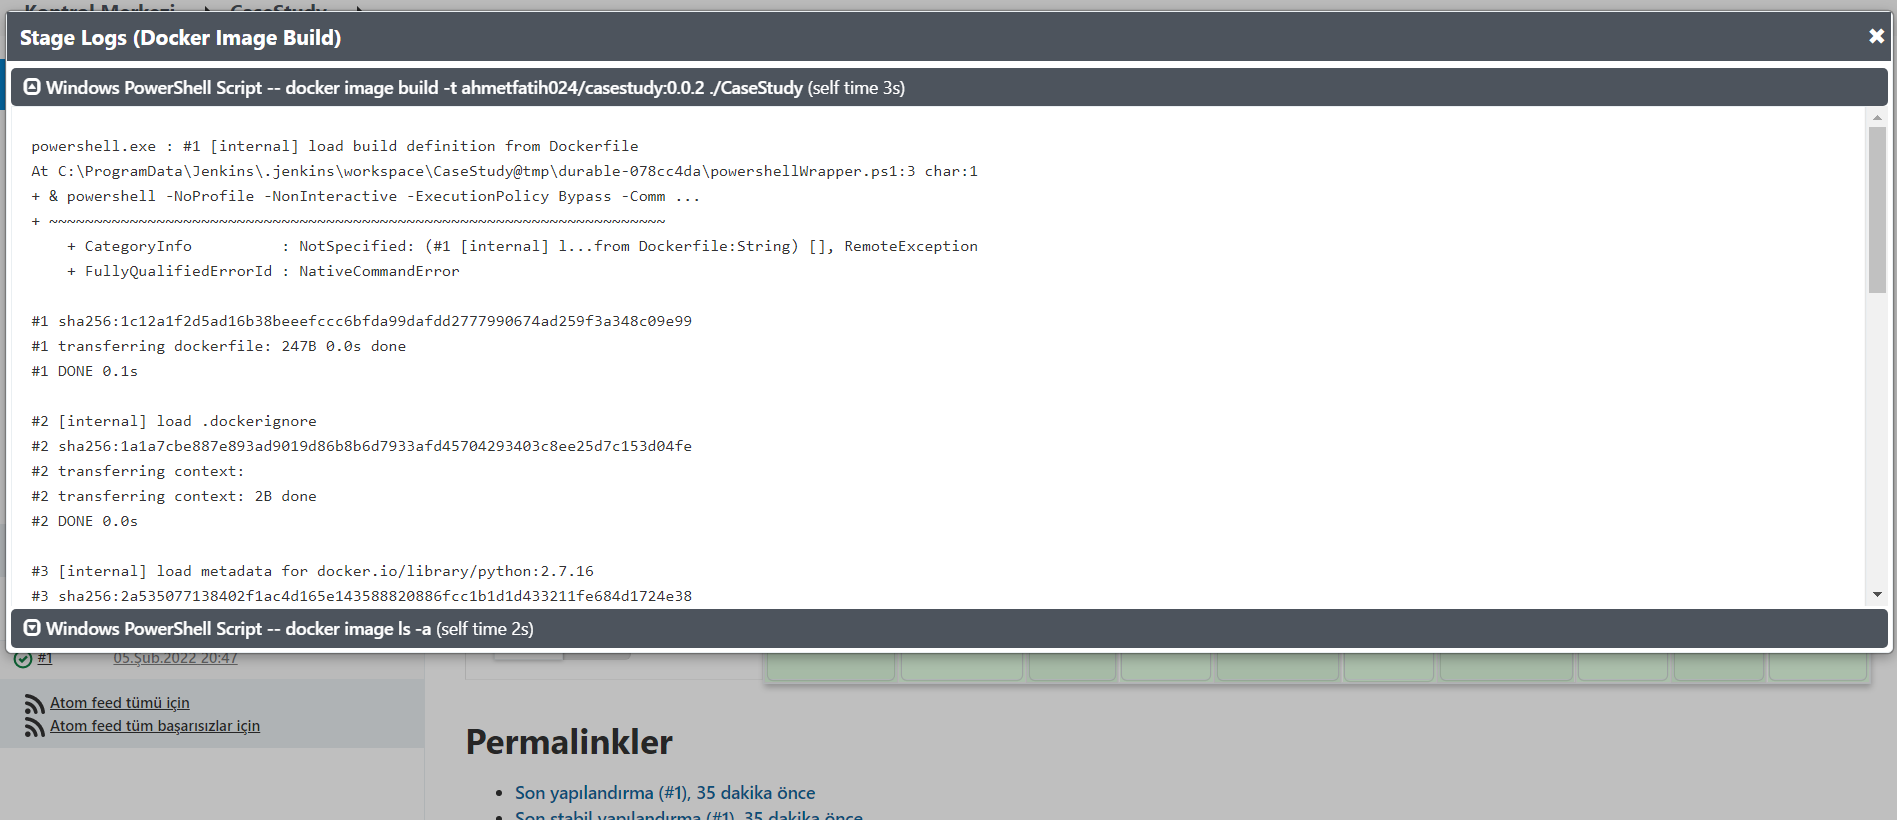 Kontrol Merkezi CaseStudy
Stage Logs (Docker Image Build)
Windows PowerShell Script -- docker image build -t ahmetfatih024/casestudy:0.0.2 ./CaseStudy (self time 3s)
powershell.exe : #1 [internal] load build definition from Dockerfile
At C:\ProgramData\Jenkins\.jenkins\workspace\CaseStudy@tmp\durable-078cc4da\powershellWrapper.ps1:3 char:1
+ & powershell -NoProfile -NonInteractive -ExecutionPolicy Bypass -Comm ...
+ ~~~~~~~~~~~~~~~~~~~~~~~~~~~~~~~~~~~~~~~~~~~~~~~~~~~~~~~~~~~~~~~~~~~~~
    + CategoryInfo          : NotSpecified: (#1 [internal] l...from Dockerfile:String) [], RemoteException
    + FullyQualifiedErrorId : NativeCommandError
#1 sha256:1c12a1f2d5ad16b38beeefccc6bfda99dafdd2777990674ad259f3a348c09e99
#1 transferring dockerfile: 247B 0.0s done
#1 DONE 0.1s
#2 [internal] load .dockerignore
#2 sha256:1a1a7cbe887e893ad9019d86b8b6d7933afd45704293403c8ee25d7c153d04fe
#2 transferring context:
#2 transferring context: 2B done
#2 DONE 0.0s
#3 [internal] load metadata for docker.io/library/python:2.7.16
#3 sha256:2a535077138402f1ac4d165e143588820886fcc1b1d1d433211fe684d1724e38
Windows PowerShell Script -- docker image ls -a (self time 2s)
#1 05.Şub.2022 20:47
Atom feed tümü için
Atom feed tüm başarısızlar için
Permalinkler
Son yapılandırma (#1), 35 dakika önce
Son stabil yapılandırma (#1), 35 dakika önce